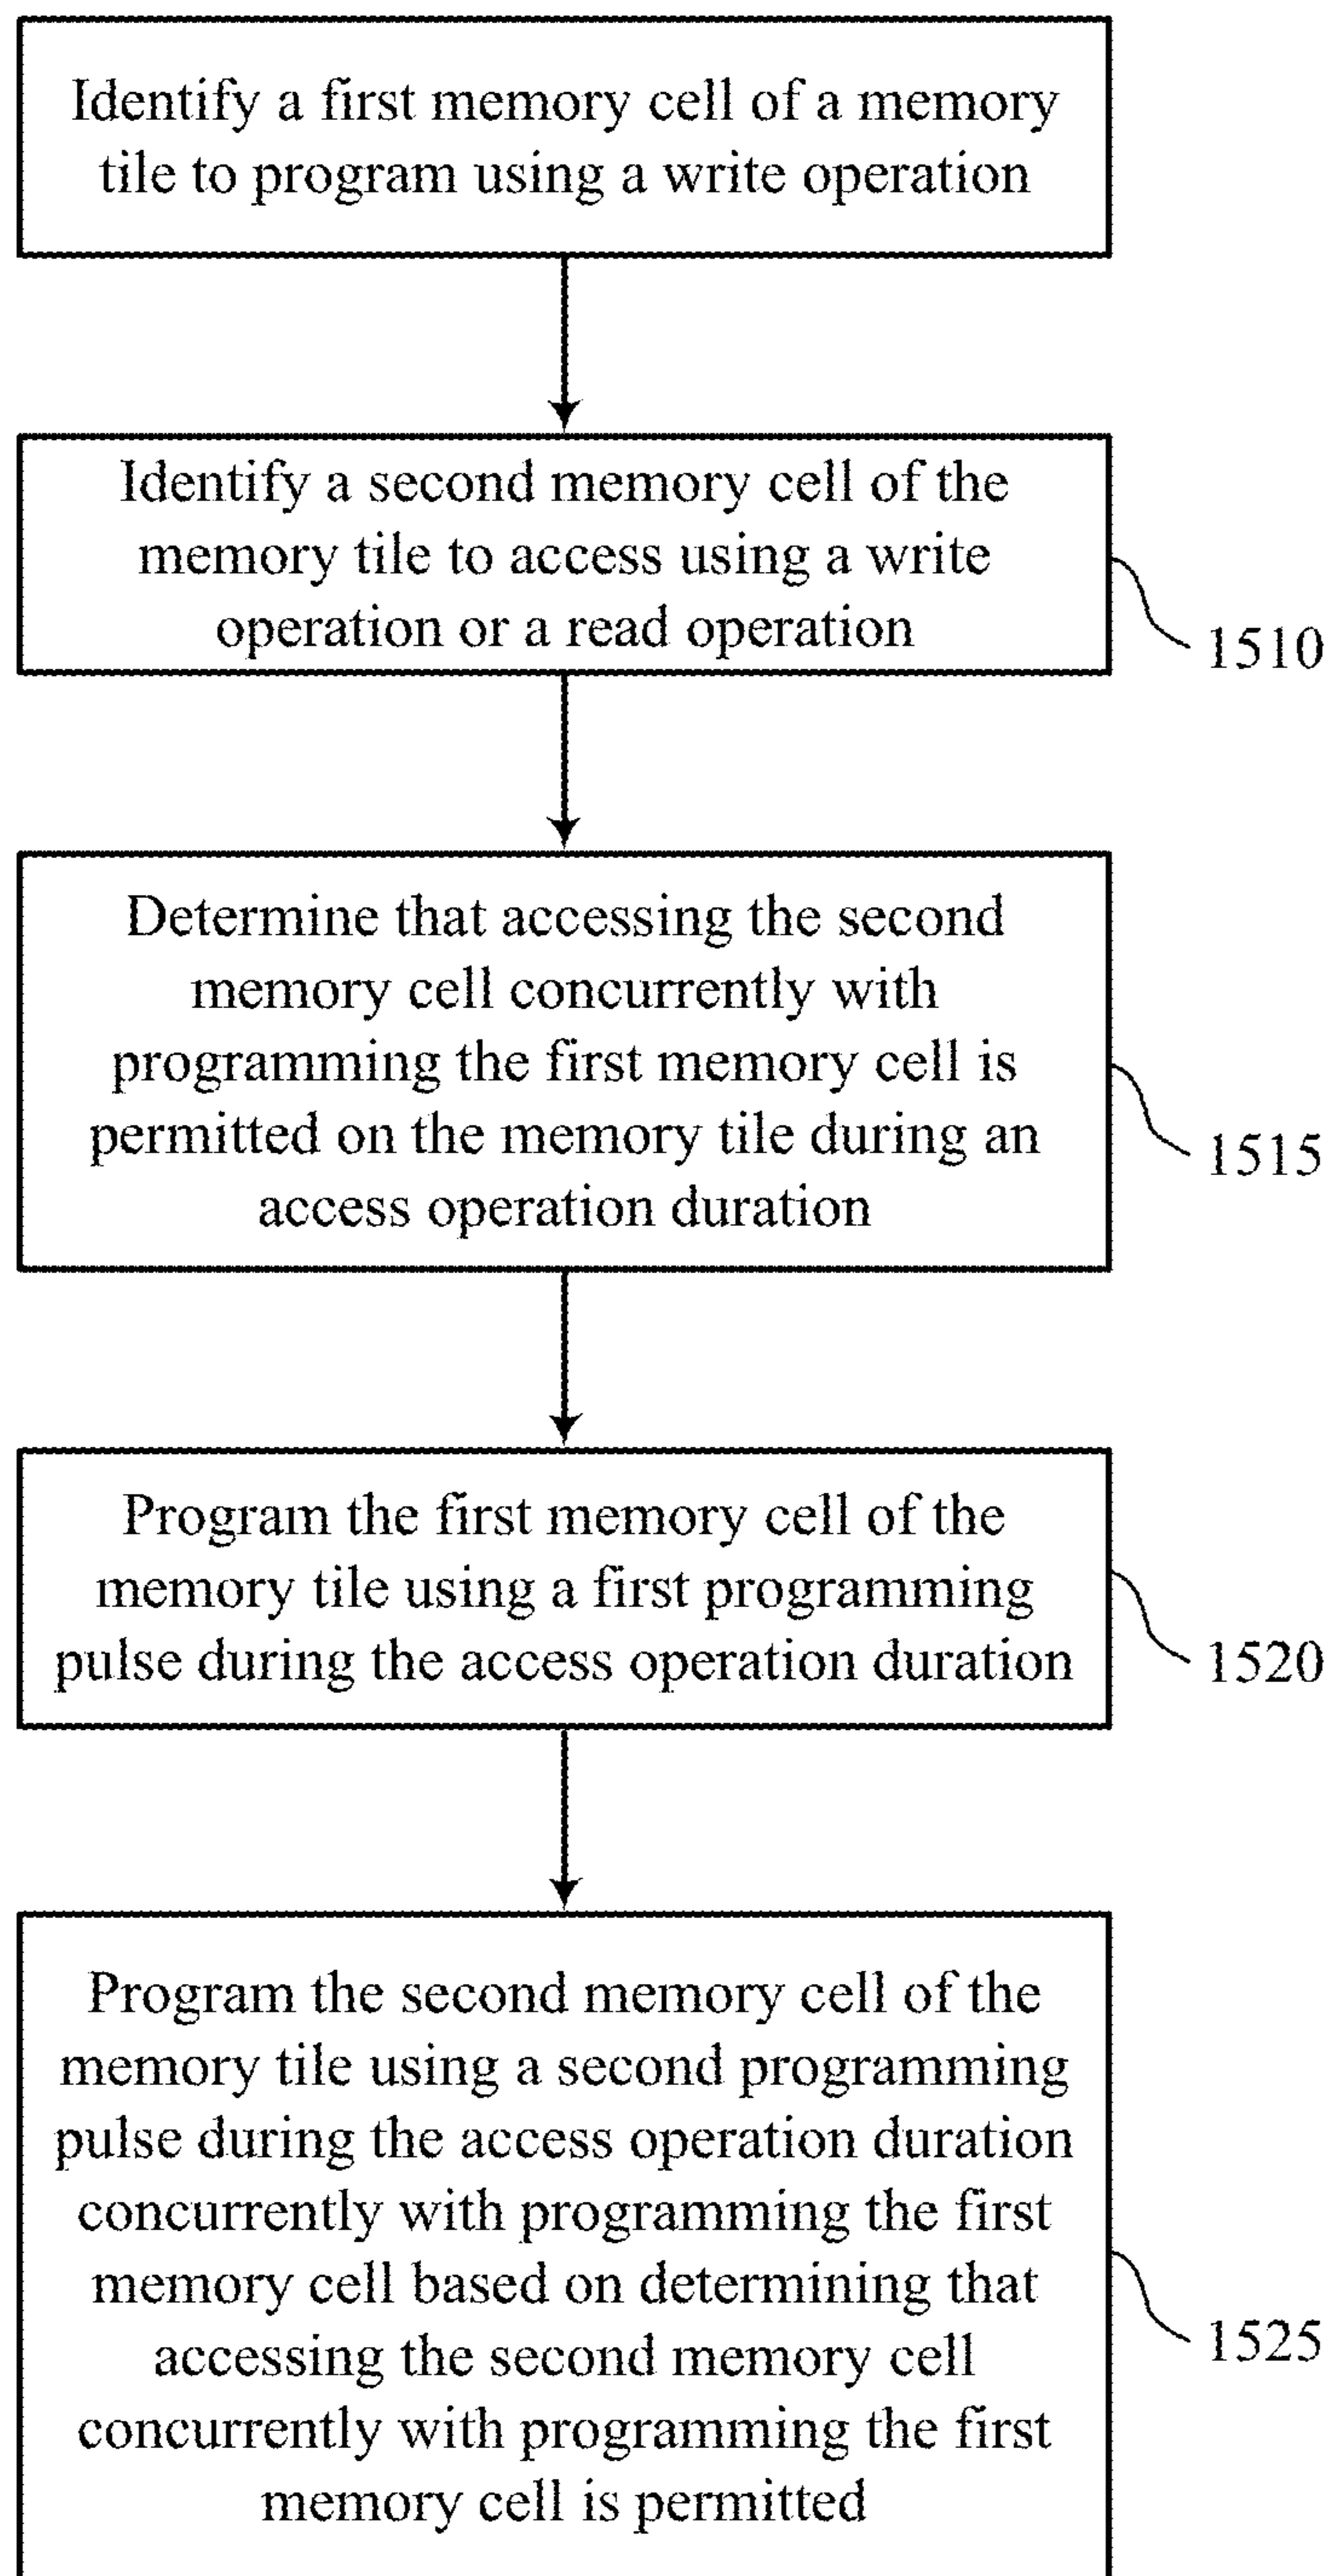 Identify a first memory cell of a memory
tile to program using a write operation
Identify a second memory cell of the
memory tile to access using a write
operation or a read operation
1510
Determine that accessing the second
memory cell concurrently with
programming the first memory cell is
permitted on the memory tile during an
access operation duration
1515
Program the first memory cell of the
memory tile using a first programming
pulse during the access operation duration
1520
Program the second memory cell of the
memory tile using a second programming
pulse during the access operation duration
concurrently with programming the first
memory cell based on determining that
accessing the second memory cell
concurrently with programming the first
memory cell is permitted
1525